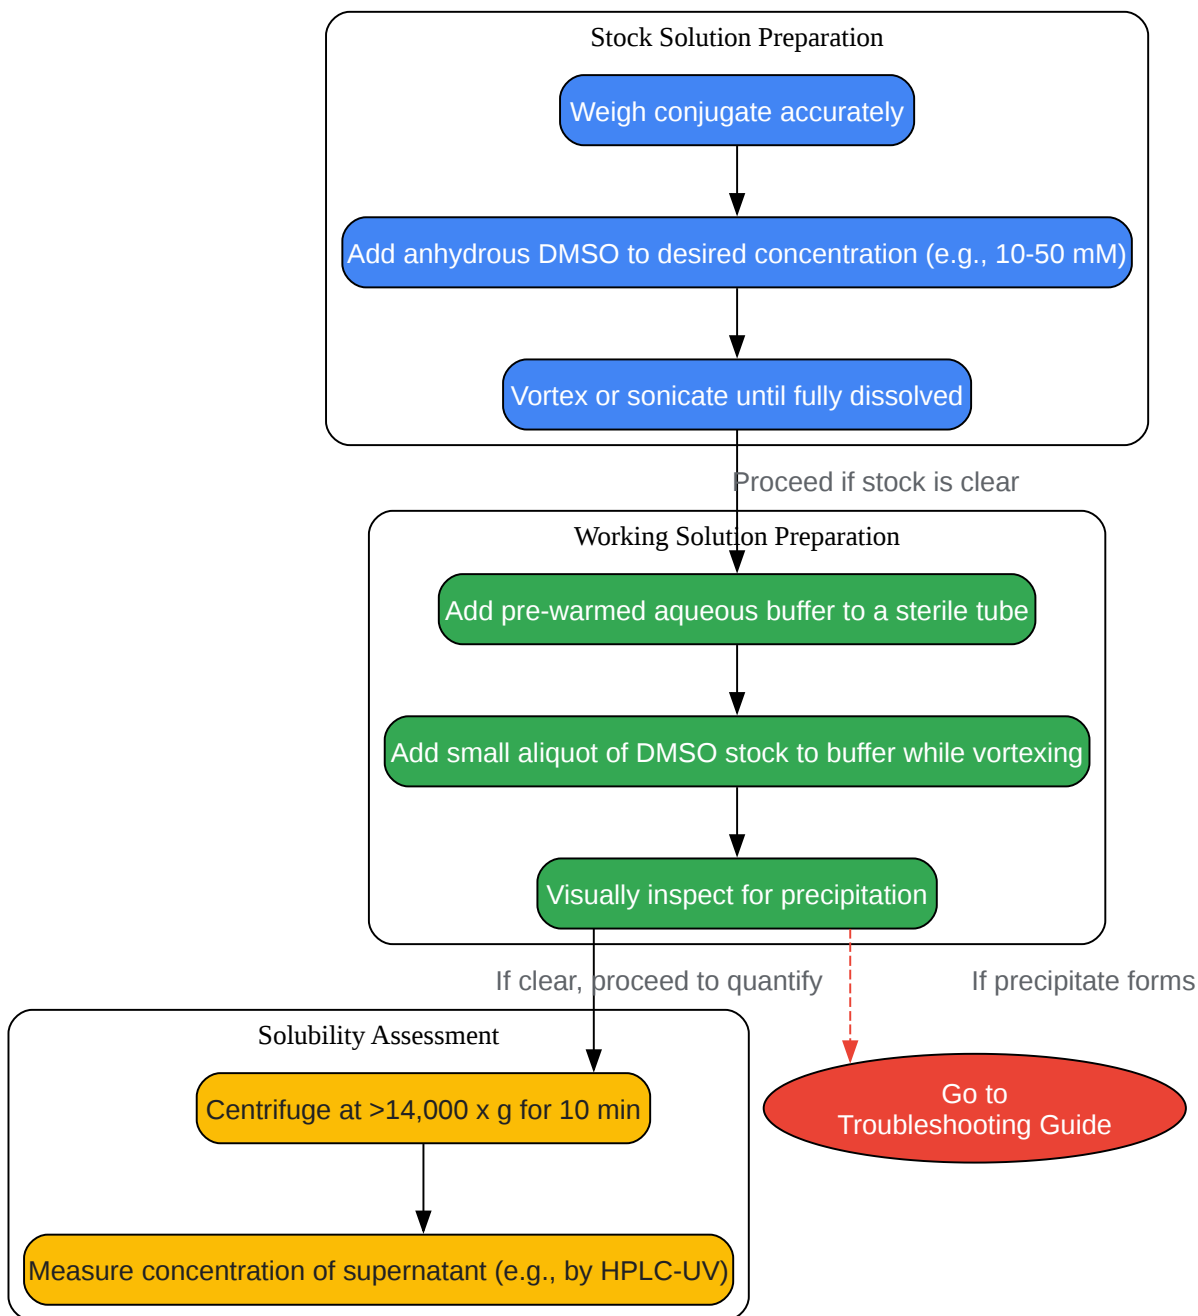 Stock Solution Preparation
Weigh conjugate accurately
Add anhydrous DMSO to desired concentration (e.g., 10-50 mM)
Vortex or sonicate until fully dissolved
Proceed if stock is clear
Working Solution Preparation
Add pre-warmed aqueous buffer to a sterile tube
Add small aliquot of DMSO stock to buffer while vortexing
Visually inspect for precipitation
If clear, proceed to quantify
If precipitate forms
Solubility Assessment
Centrifuge at >14,000 x g for 10 min
Go to
Troubleshooting Guide
Measure concentration of supernatant (e.g., by HPLC-UV)